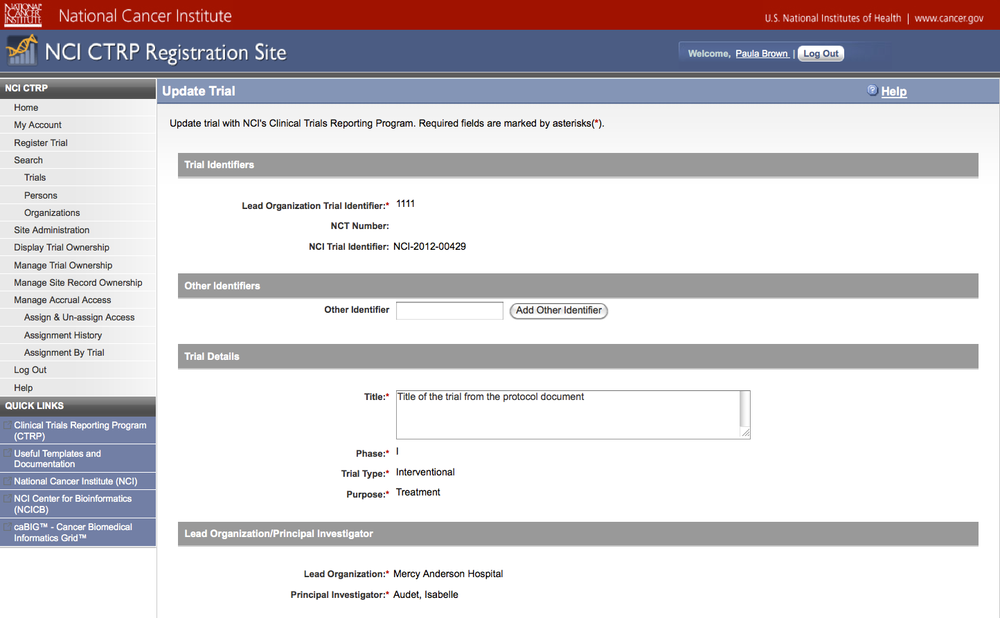 NATIONAL CANCER INSTITUTE
National Cancer Institute
U.S. National Institutes of Health | www.cancer.gov
NCI CTRP Registration Site
Welcome, Paula Brown | Log Out
NCI CTRP
Home
My Account
Register Trial
Search
Trials
Persons
Organizations
Site Administration
Display Trial Ownership
Manage Trial Ownership
Manage Site Record Ownership
Manage Accrual Access
Assign & Un-assign Access
Assignment History
Assignment By Trial
Log Out
Help
QUICK LINKS
Clinical Trials Reporting Program
(CTRP)
Useful Templates and
Documentation
National Cancer Institute (NCI)
NCI Center for Bioinformatics
(NCICB)
caBIG™ - Cancer Biomedical
Informatics Grid™
Update Trial
? Help
Update trial with NCI's Clinical Trials Reporting Program. Required fields are marked by asterisks(*).
Trial Identifiers
Lead Organization Trial Identifier:* 1111
NCT Number:
NCI Trial Identifier: NCI-2012-00429
Other Identifiers
Other Identifier Add Other Identifier
Trial Details
Title:* Title of the trial from the protocol document
Phase:* I
Trial Type:* Interventional
Purpose:* Treatment
Lead Organization/Principal Investigator
Lead Organization:* Mercy Anderson Hospital
Principal Investigator:* Audet, Isabelle